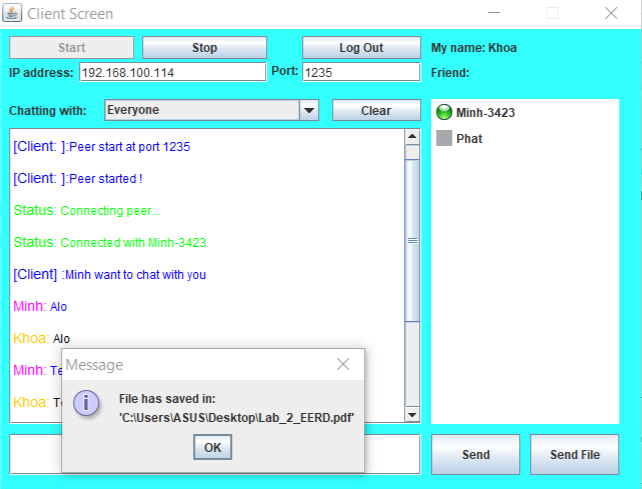 Client Screen
Start Stop Log Out My name: Khoa
IP address: 192.168.100.114 Port: 1235 Friend:
Chatting with: Everyone Clear
Minh-3423
Phat
[Client: ]:Peer start at port 1235
[Client: ]:Peer started !
Status: Connecting peer...
Status: Connected with Minh-3423
[Client] :Minh want to chat with you
Minh: Alo
Khoa: Alo
Minh:
Khoa:
Message
File has saved in:
'C:\Users\ASUS\Desktop\Lab_2_EERD.pdf'
OK
Send Send File